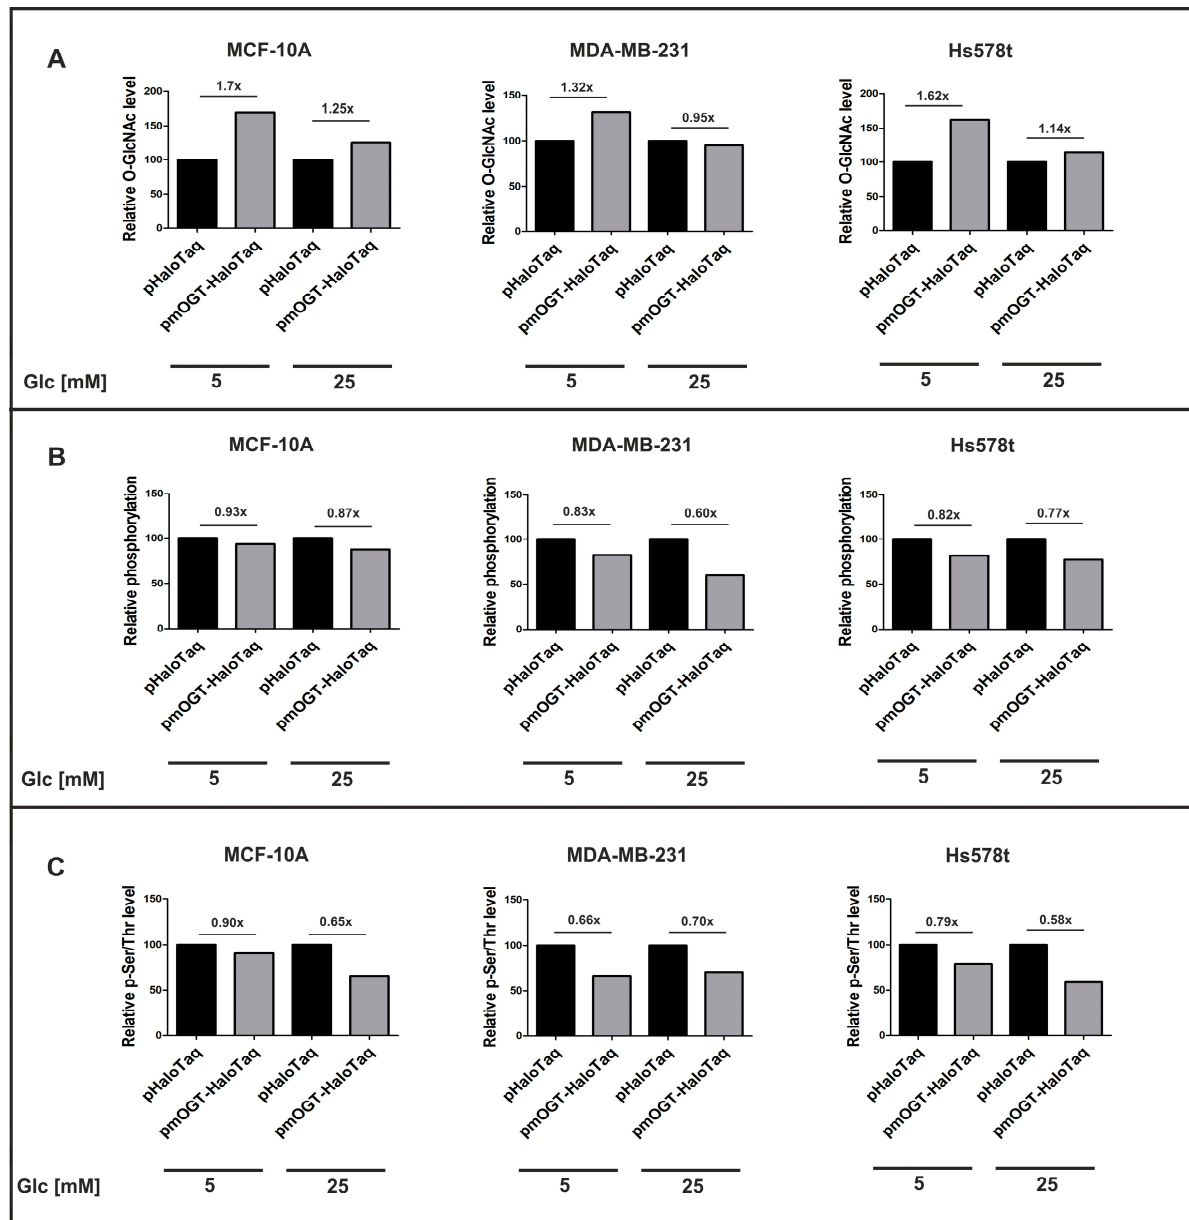 A
MCF-10A
MDA-MB-231
Hs578t
Relative O-GlcNAc level
200
150
100
50
0
1.7x
1.25x
pHaloTaq
pmOGT-HaloTaq
pHaloTaq
pmOGT-HaloTaq
Relative O-GlcNAc level
150
100
50
0
1.32x
0.95x
pHaloTaq
pmOGT-HaloTaq
pHaloTaq
pmOGT-HaloTaq
Relative O-GlcNAc level
200
150
100
50
0
1.62x
1.14x
pHaloTaq
pmOGT-HaloTaq
pHaloTaq
pmOGT-HaloTaq
Glc [mM] 5 25 5 25 5 25
B
MCF-10A
MDA-MB-231
Hs578t
Relative phosphorylation
150
100
50
0
0.93x
0.87x
pHaloTaq
pmOGT-HaloTaq
pHaloTaq
pmOGT-HaloTaq
Relative phosphorylation
150
100
50
0
0.83x
0.60x
pHaloTaq
pmOGT-HaloTaq
pHaloTaq
pmOGT-HaloTaq
Relative phosphorylation
150
100
50
0
0.82x
0.77x
pHaloTaq
pmOGT-HaloTaq
pHaloTaq
pmOGT-HaloTaq
Glc [mM] 5 25 5 25 5 25
C
MCF-10A
MDA-MB-231
Hs578t
Relative p-Ser/Thr level
150
100
50
0
0.90x
0.65x
pHaloTaq
pmOGT-HaloTaq
pHaloTaq
pmOGT-HaloTaq
Relative p-Ser/Thr level
150
100
50
0
0.66x
0.70x
pHaloTaq
pmOGT-HaloTaq
pHaloTaq
pmOGT-HaloTaq
Relative p-Ser/Thr level
150
100
50
0
0.79x
0.58x
pHaloTaq
pmOGT-HaloTaq
pHaloTaq
pmOGT-HaloTaq
Glc [mM] 5 25 5 25 5 25